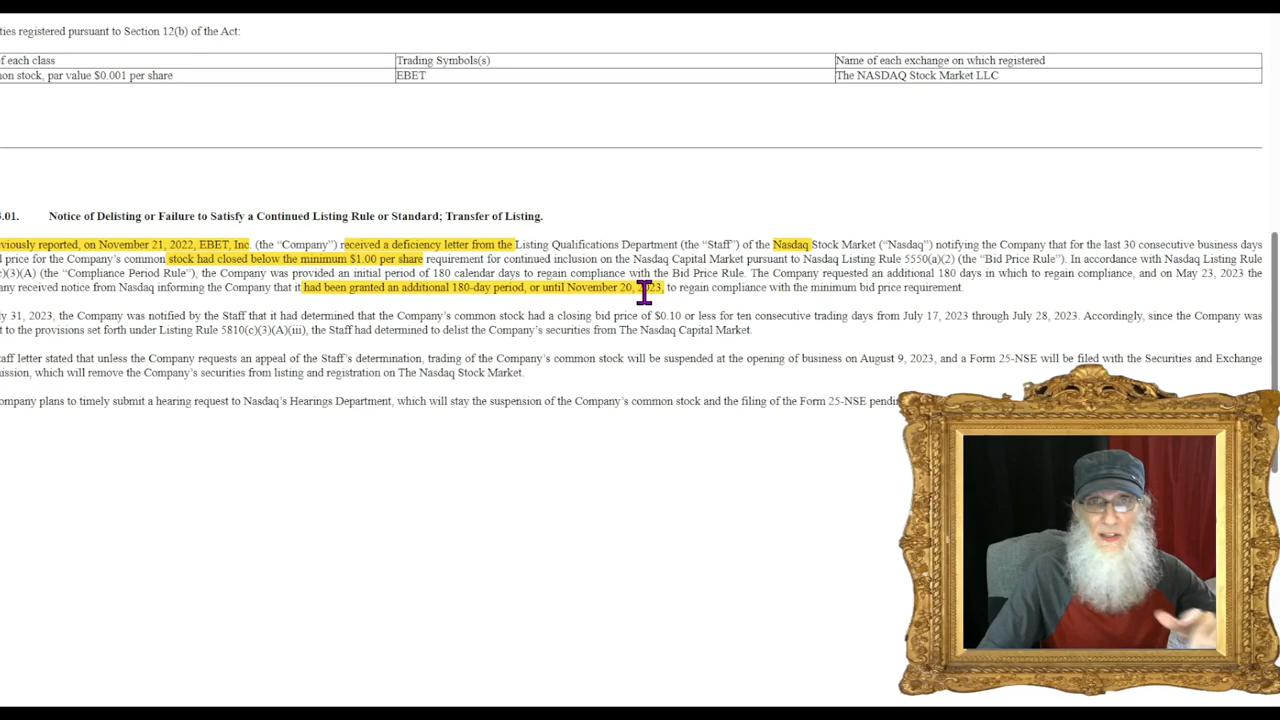 ties registered pursuant to Section 12(b) of the Act:
f each class Trading Symbols(s) Name of each exchange on which registered
on stock, par value $0.001 per share EBET The NASDAQ Stock Market LLC
3.01. Notice of Delisting or Failure to Satisfy a Continued Listing Rule or Standard; Transfer of Listing.
viously reported, on November 21, 2022, EBET, Inc. (the “Company”) received a deficiency letter from the Listing Qualifications Department (the “Staff”) of the Nasdaq Stock Market (“Nasdaq”) notifying the Company that for the last 30 consecutive business days
d price for the Company’s common stock had closed below the minimum $1.00 per share requirement for continued inclusion on the Nasdaq Capital Market pursuant to Nasdaq Listing Rule 5550(a)(2) (the “Bid Price Rule”). In accordance with Nasdaq Listing Rule
c)(3)(A) (the “Compliance Period Rule”), the Company was provided an initial period of 180 calendar days to regain compliance with the Bid Price Rule. The Company requested an additional 180 days in which to regain compliance, and on May 23, 2023 the
any received notice from Nasdaq informing the Company that it had been granted an additional 180-day period, or until November 20, 2023, to regain compliance with the minimum bid price requirement.
y 31, 2023, the Company was notified by the Staff that it had determined that the Company’s common stock had a closing bid price of $0.10 or less for ten consecutive trading days from July 17, 2023 through July 28, 2023. Accordingly, since the Company was
t to the provisions set forth under Listing Rule 5810(c)(3)(A)(iii), the Staff had determined to delist the Company’s securities from The Nasdaq Capital Market.
aff letter stated that unless the Company requests an appeal of the Staff’s determination, trading of the Company’s common stock will be suspended at the opening of business on August 9, 2023, and a Form 25-NSE will be filed with the Securities and Exchange
ission, which will remove the Company’s securities from listing and registration on The Nasdaq Stock Market.
ompany plans to timely submit a hearing request to Nasdaq’s Hearings Department, which will stay the suspension of the Company’s common stock and the filing of the Form 25-NSE